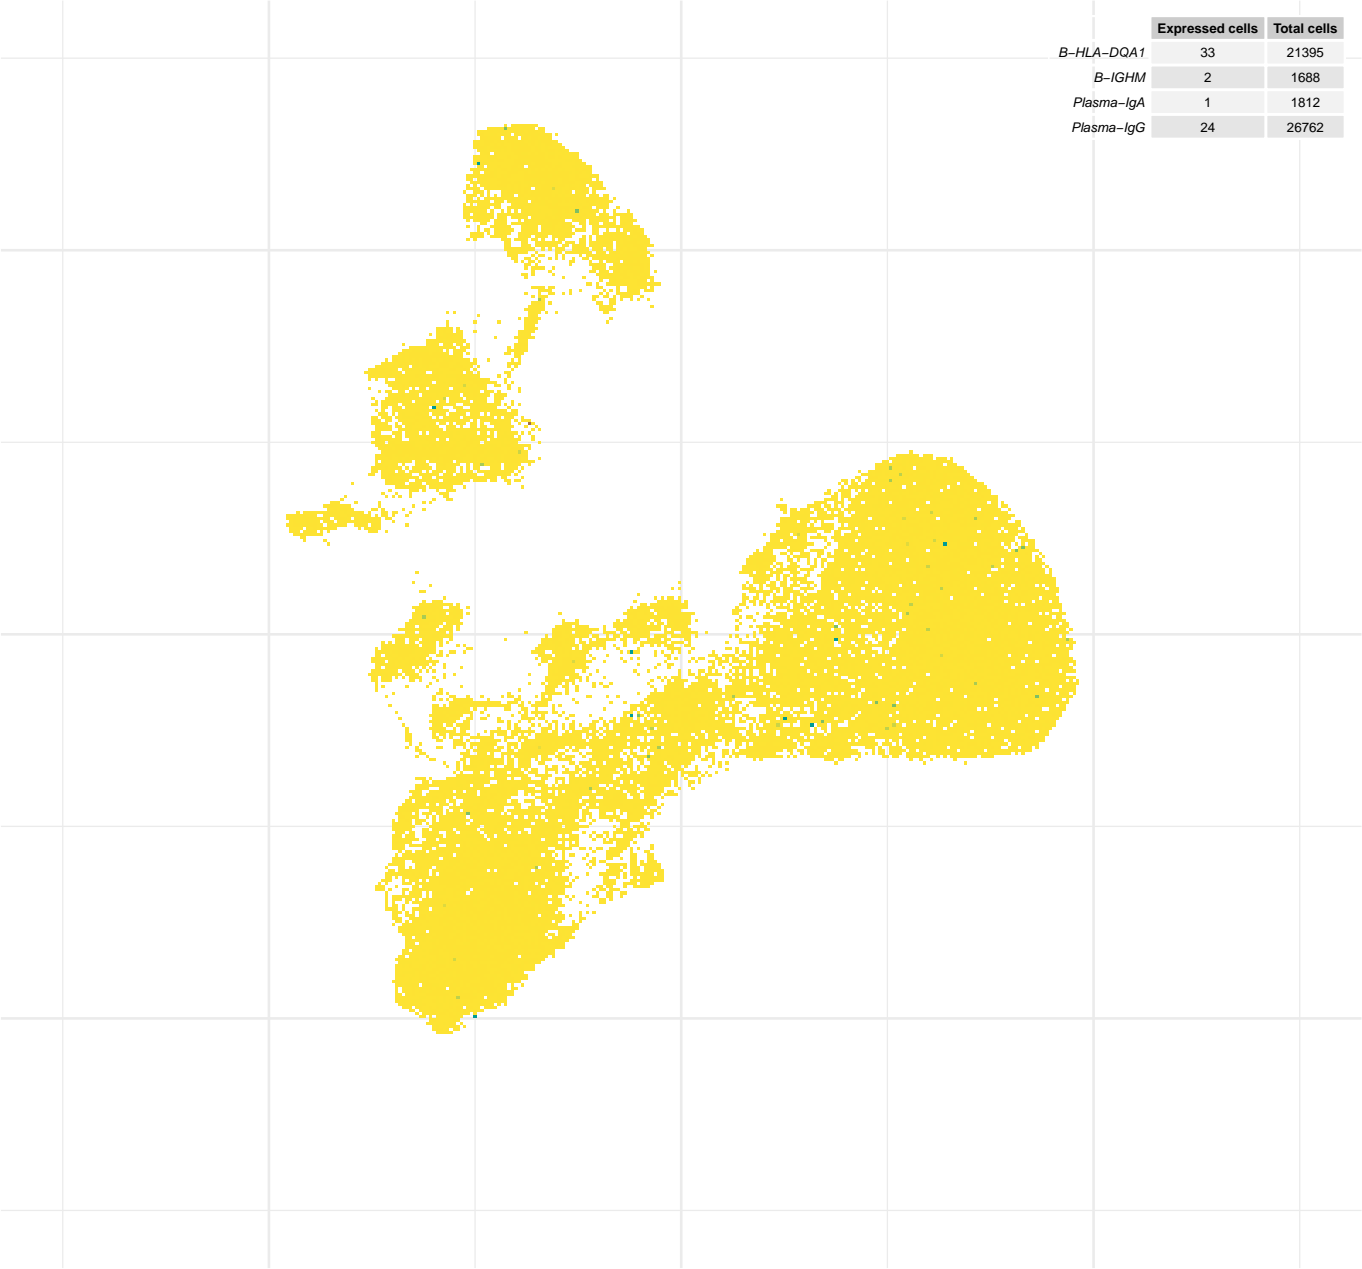 Expressed cells Total cells
B−HLA−DQA1 33 21395
B−IGHM 2 1688
Plasma−IgA 1 1812
Plasma−IgG 24 26762